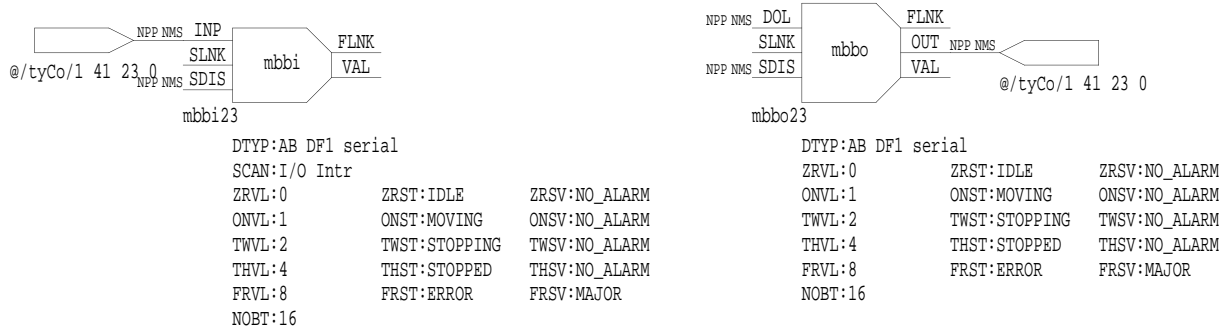 NPP NMS INP
SLNK
@/tyCo/1 41 23 0
NPP NMS SDIS
mbbi
FLNK
VAL
mbbi23
DTYP:AB DF1 serial
SCAN:I/O Intr
ZRVL:0 ZRST:IDLE ZRSV:NO_ALARM
ONVL:1 ONST:MOVING ONSV:NO_ALARM
TWVL:2 TWST:STOPPING TWSV:NO_ALARM
THVL:4 THST:STOPPED THSV:NO_ALARM
FRVL:8 FRST:ERROR FRSV:MAJOR
NOBT:16
NPP NMS DOL
SLNK
NPP NMS SDIS
mbbo
FLNK
OUT NPP NMS
VAL
@/tyCo/1 41 23 0
mbbo23
DTYP:AB DF1 serial
ZRVL:0 ZRST:IDLE ZRSV:NO_ALARM
ONVL:1 ONST:MOVING ONSV:NO_ALARM
TWVL:2 TWST:STOPPING TWSV:NO_ALARM
THVL:4 THST:STOPPED THSV:NO_ALARM
FRVL:8 FRST:ERROR FRSV:MAJOR
NOBT:16